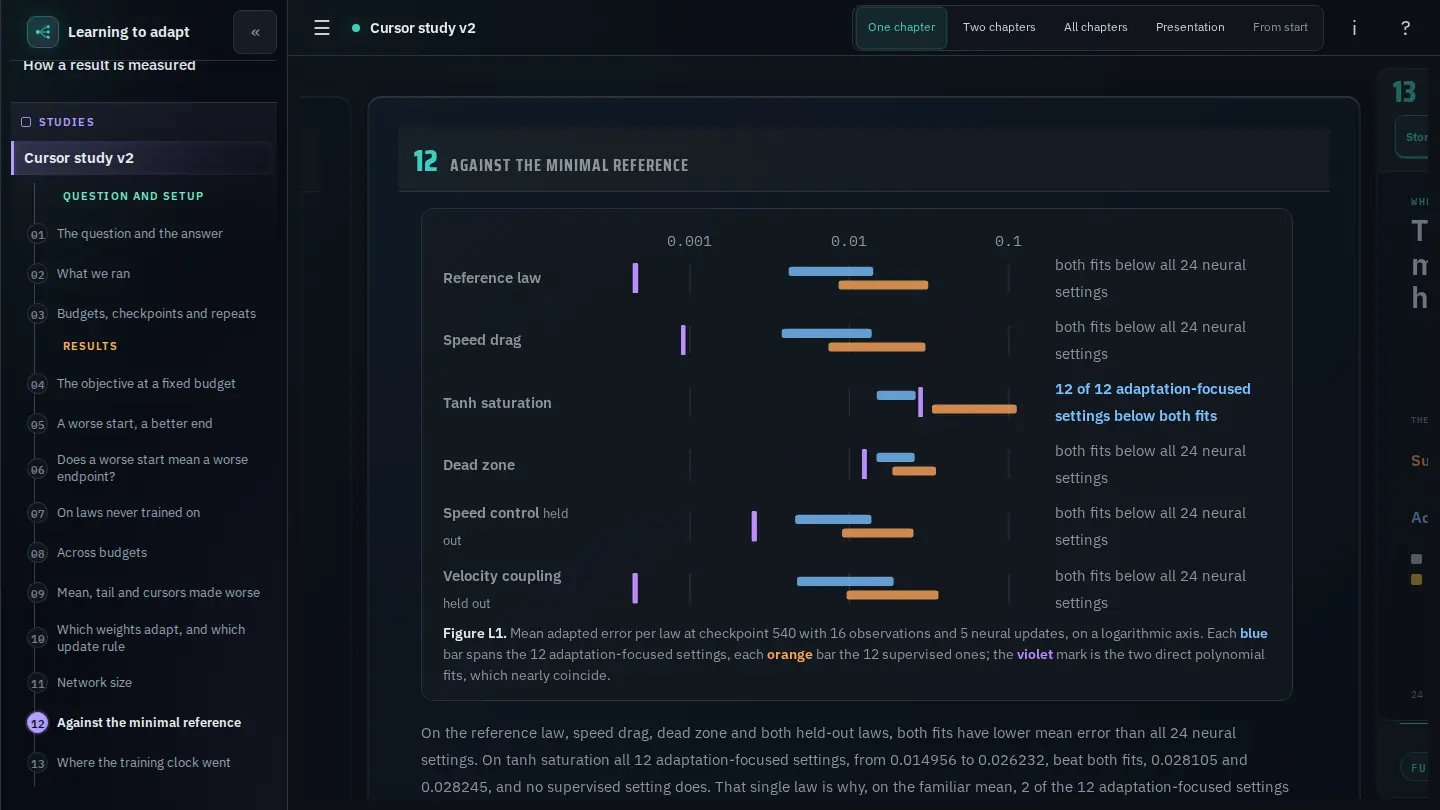 Learning to adapt
«
How a result is measured
STUDIES
Cursor study v2
QUESTION AND SETUP
01 The question and the answer
02 What we ran
03 Budgets, checkpoints and repeats
RESULTS
04 The objective at a fixed budget
05 A worse start, a better end
06 Does a worse start mean a worse
endpoint?
07 On laws never trained on
08 Across budgets
09 Mean, tail and cursors made worse
10 Which weights adapt, and which
update rule
11 Network size
12 Against the minimal reference
13 Where the training clock went
☰ Cursor study v2
One chapter Two chapters All chapters Presentation From start i ?
12 AGAINST THE MINIMAL REFERENCE
0.001 0.01 0.1
Reference law
both fits below all 24 neural
settings
Speed drag
both fits below all 24 neural
settings
Tanh saturation
12 of 12 adaptation-focused
settings below both fits
Dead zone
both fits below all 24 neural
settings
Speed control held
out
both fits below all 24 neural
settings
Velocity coupling
held out
both fits below all 24 neural
settings
Figure L1. Mean adapted error per law at checkpoint 540 with 16 observations and 5 neural updates, on a logarithmic axis. Each blue
bar spans the 12 adaptation-focused settings, each orange bar the 12 supervised ones; the violet mark is the two direct polynomial
fits, which nearly coincide.
On the reference law, speed drag, dead zone and both held-out laws, both fits have lower mean error than all 24 neural
settings. On tanh saturation all 12 adaptation-focused settings, from 0.014956 to 0.026232, beat both fits, 0.028105 and
0.028245, and no supervised setting does. That single law is why, on the familiar mean, 2 of the 12 adaptation-focused settings
13
24